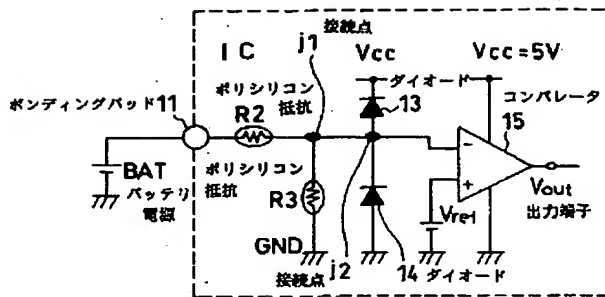 接続点
IC
j1
Vcc
Vcc=5V
ダイオード
ボンディングパッド11
ポリシリコン
抵抗
R2
13
コンパレータ
15
BAT
バッテリ
電源
ポリシリコン
抵抗
R3
GND
接続点
j2
14 ダイオード
Vref
Vout
出力端子
-
+